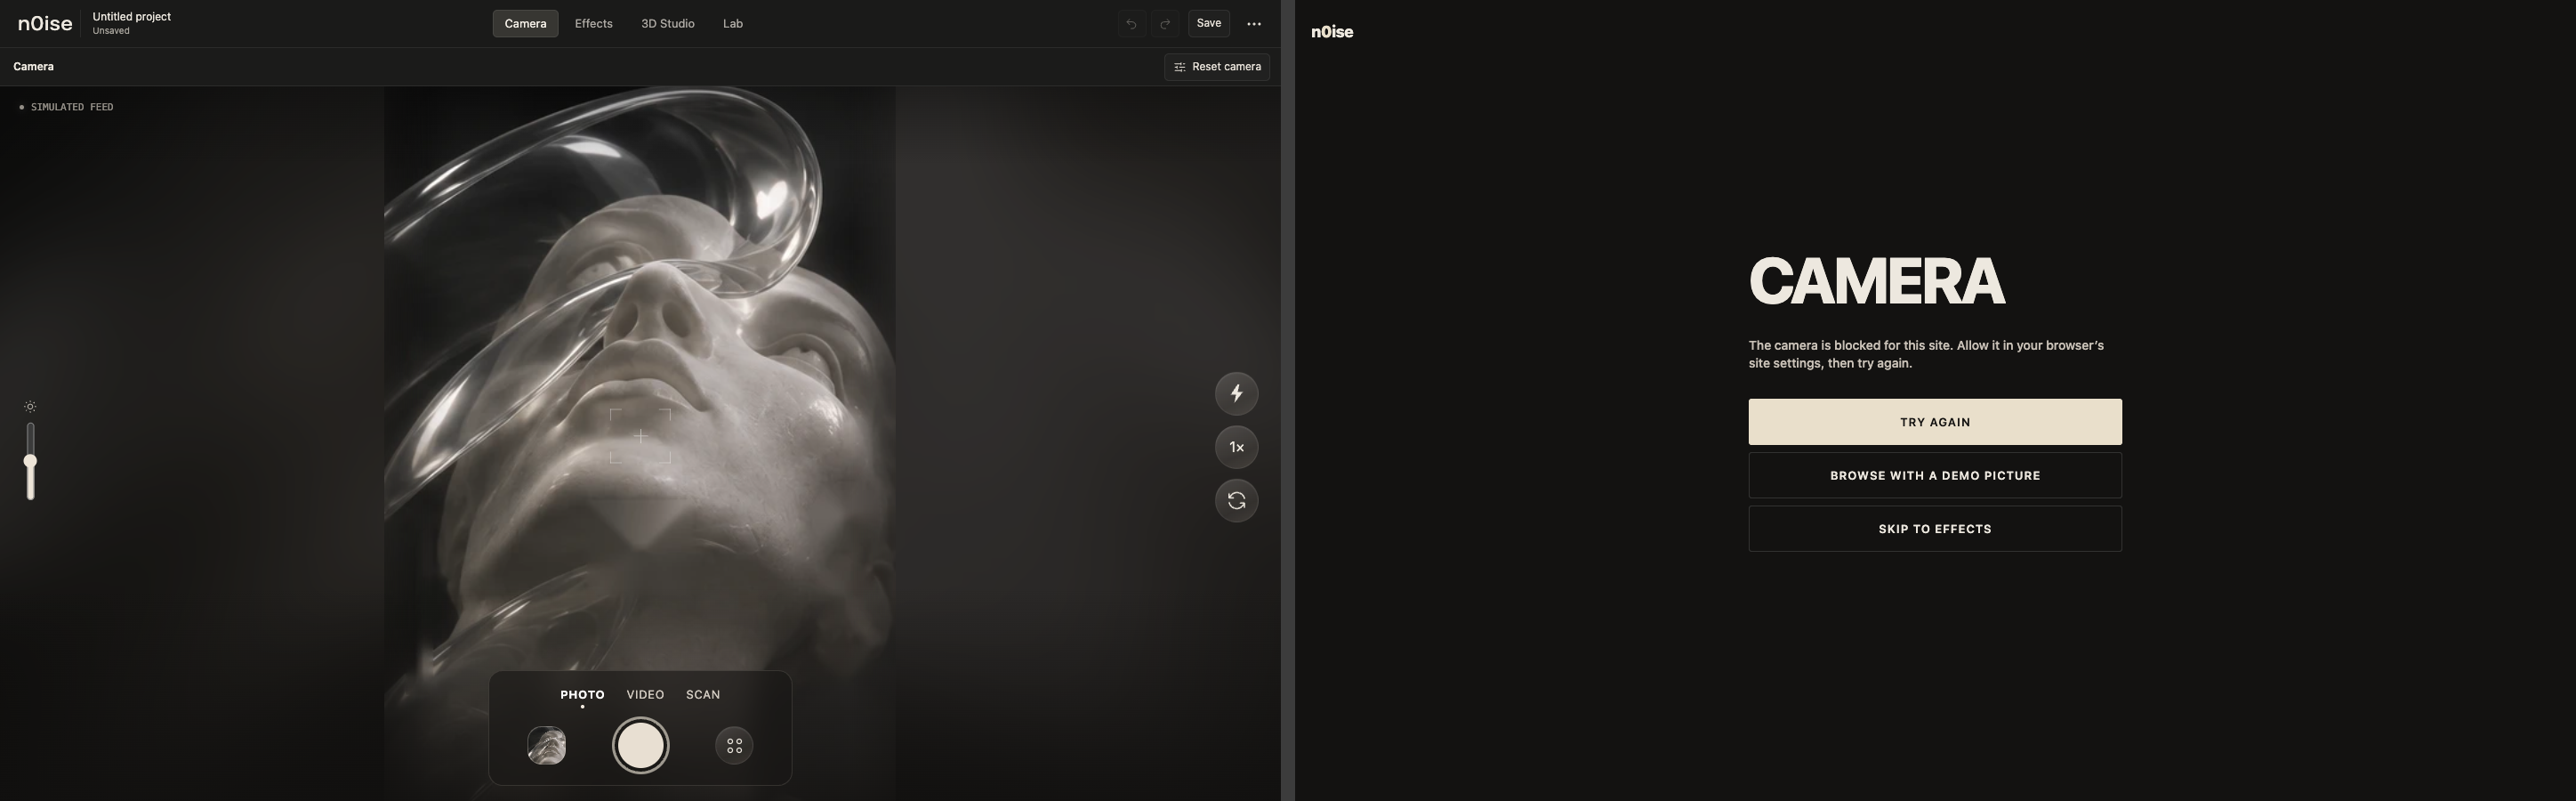 n0ise
Untitled project
Unsaved
Camera
Effects
3D Studio
Lab
Save
Camera
Reset camera
SIMULATED FEED
1x
PHOTO
VIDEO
SCAN
n0ise
CAMERA
The camera is blocked for this site. Allow it in your browser’s
site settings, then try again.
TRY AGAIN
BROWSE WITH A DEMO PICTURE
SKIP TO EFFECTS